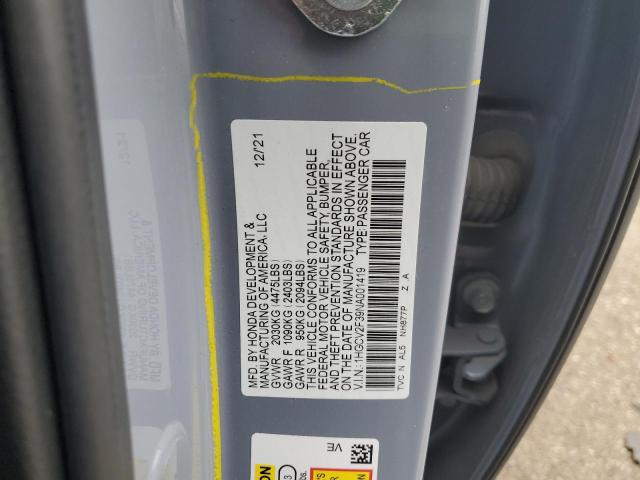 MFD. BY HONDA DEVELOPMENT &
MANUFACTURING OF AMERICA, LLC
12/'21
GVWR 2030KG (4475LBS)
GAWR F 1090KG (2403LBS)
GAWR R 950KG (2094LBS)
THIS VEHICLE CONFORMS TO ALL APPLICABLE
FEDERAL MOTOR VEHICLE SAFETY, BUMPER,
AND THEFT PREVENTION STANDARDS IN EFFECT
ON THE DATE OF MANUFACTURE SHOWN ABOVE.
V.I.N.: 1HGCV2F39NA001419 TYPE: PASSENGER CAR
TVC N AL5 NH877P Z A
VE